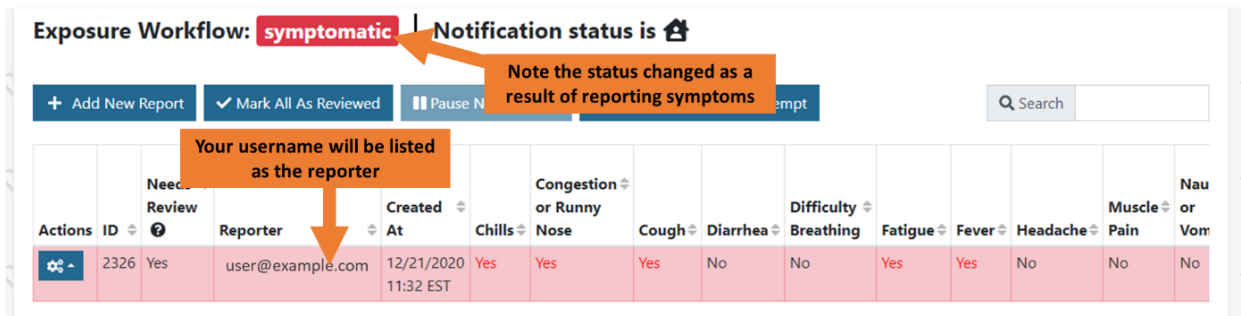 Exposure Workflow: symptomatic | Notification status is
Note the status changed as a
result of reporting symptoms
+ Add New Report
Mark All As Reviewed
Pause N
empt
Search
Your username will be listed
as the reporter
Actions
ID
Needs
Review
Reporter
Created
At
Chills
Congestion
or Runny
Nose
Cough
Diarrhea
Difficulty
Breathing
Fatigue
Fever
Headache
Muscle
Pain
Nau
or
Vom
2326
Yes
user@example.com
12/21/2020
11:32 EST
Yes
Yes
Yes
No
No
Yes
Yes
No
No
No